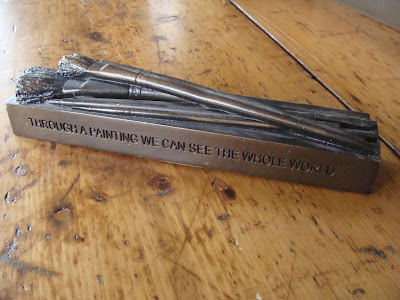 THROUGH A PAINTING WE CAN SEE THE WHOLE WORLD